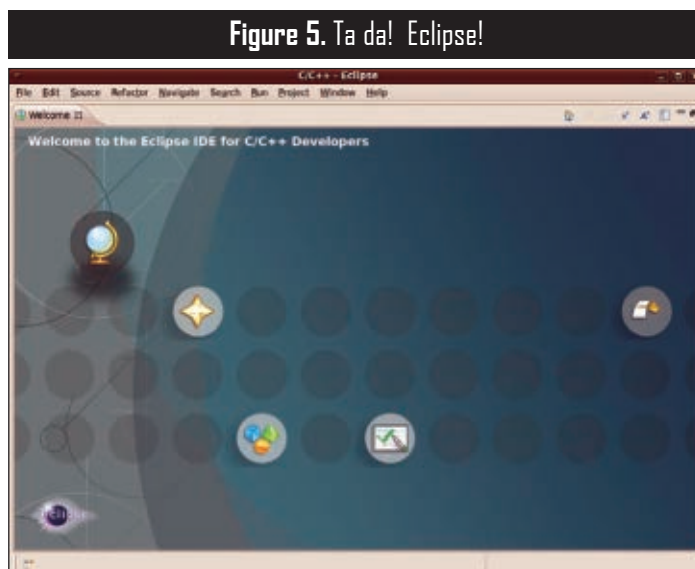 Figure 5. Ta da! Eclipse!
C/C++ - Eclipse
File Edit Source Refactor Navigate Search Run Project Window Help
Welcome
Welcome to the Eclipse IDE for C/C++ Developers
eclipse